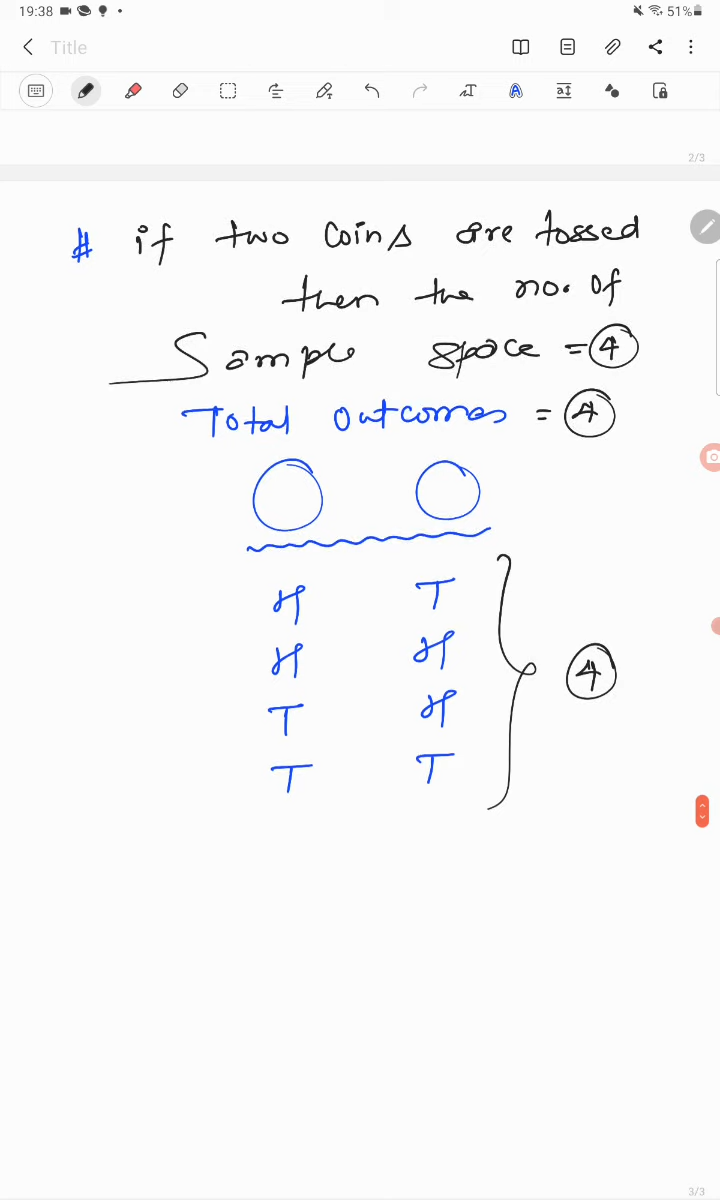 19:38
51%
Title
2/3
# if two coins are tossed
then the no. of
Sample space = 4
Total outcomes = 4
H T
H H
T H
T T
4
3/3